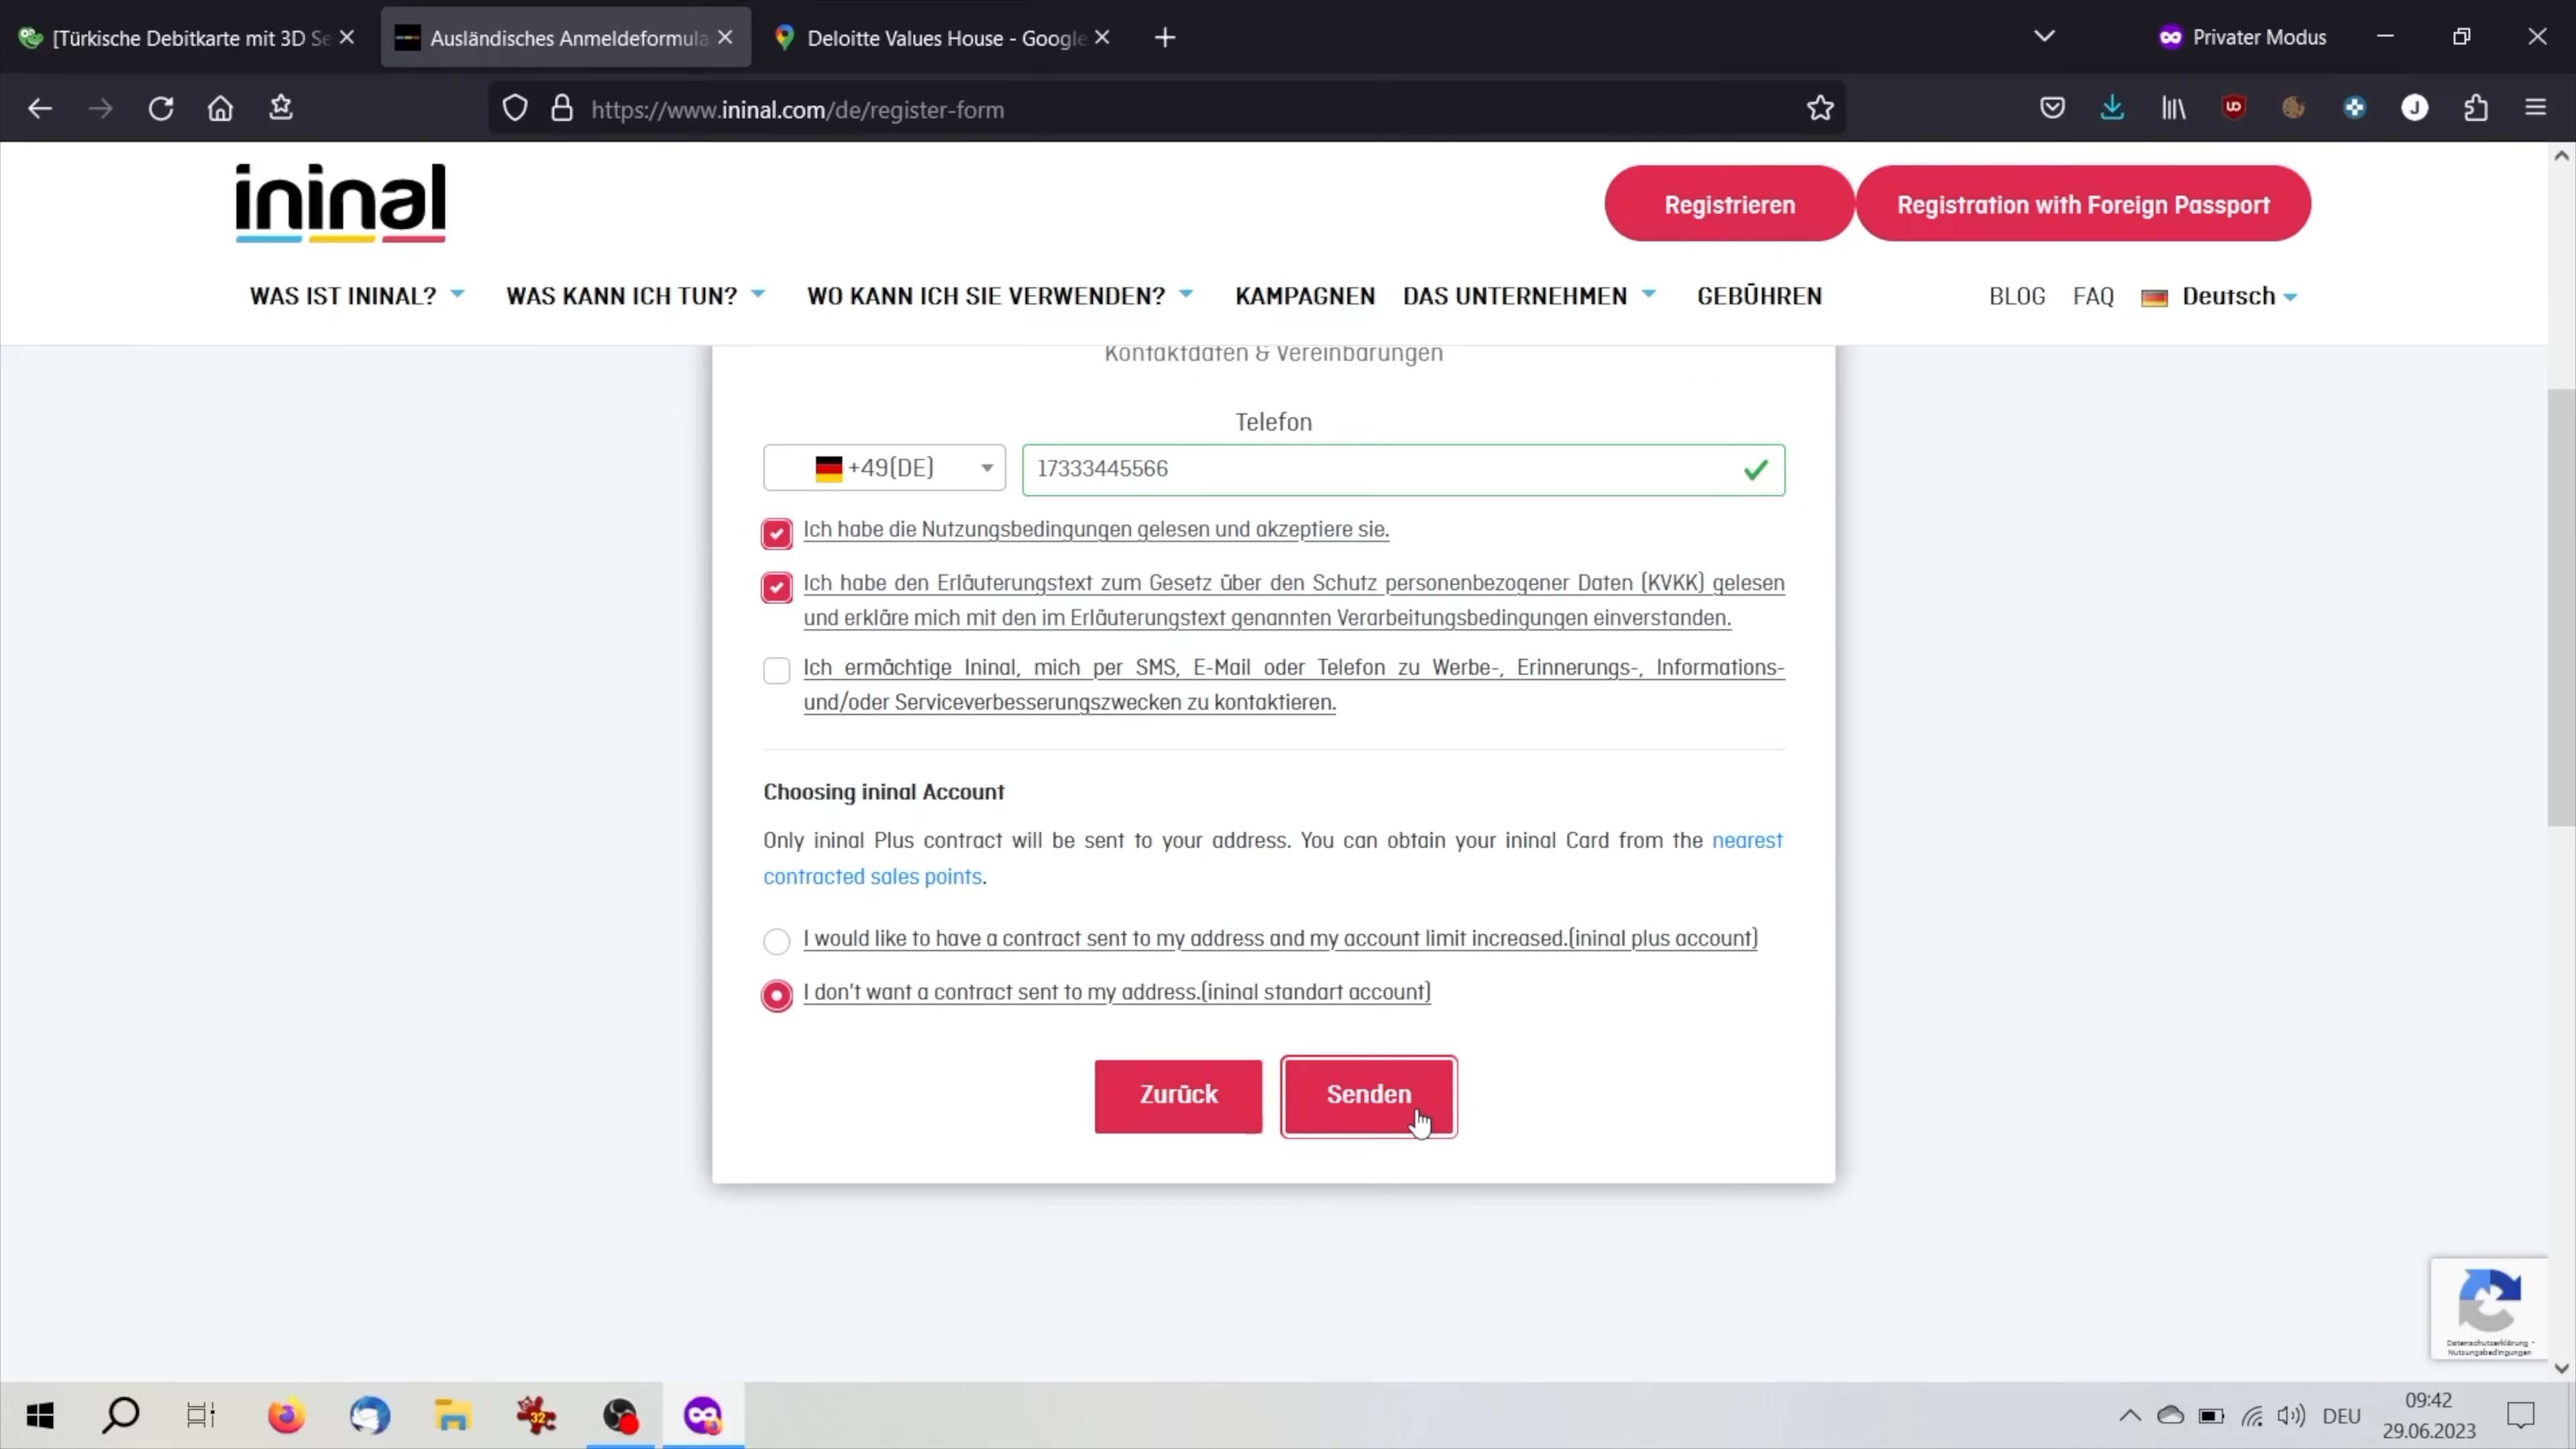 [Türkische Debitkarte mit 3D Se
Ausländisches Anmeldeformula
Deloitte Values House - Google
Privater Modus
https://www.ininal.com/de/register-form
ininal
Registrieren
Registration with Foreign Passport
WAS IST ININAL?
WAS KANN ICH TUN?
WO KANN ICH SIE VERWENDEN?
KAMPAGNEN
DAS UNTERNEHMEN
GEBÜHREN
BLOG
FAQ
Deutsch
Kontaktdaten & Vereinbarungen
Telefon
+49(DE)
17333445566
Ich habe die Nutzungsbedingungen gelesen und akzeptiere sie.
Ich habe den Erläuterungstext zum Gesetz über den Schutz personenbezogener Daten (KVKK) gelesen
und erkläre mich mit den im Erläuterungstext genannten Verarbeitungsbedingungen einverstanden.
Ich ermächtige Ininal, mich per SMS, E-Mail oder Telefon zu Werbe-, Erinnerungs-, Informations-
und/oder Serviceverbesserungszwecken zu kontaktieren.
Choosing ininal Account
Only ininal Plus contract will be sent to your address. You can obtain your ininal Card from the nearest
contracted sales points.
I would like to have a contract sent to my address and my account limit increased.(ininal plus account)
I don't want a contract sent to my address.(ininal standart account)
Zurück
Senden
Datenschutzerklärung -
Nutzungsbedingungen
32
DEU
09:42
29.06.2023